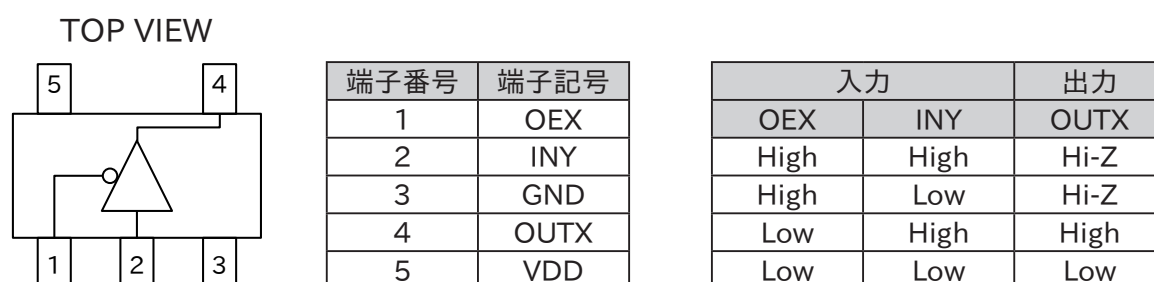 TOP VIEW
5 4
1 2 3
端子番号 端子記号
1 OEX
2 INY
3 GND
4 OUTX
5 VDD
入力 出力
OEX INY OUTX
High High Hi-Z
High Low Hi-Z
Low High High
Low Low Low